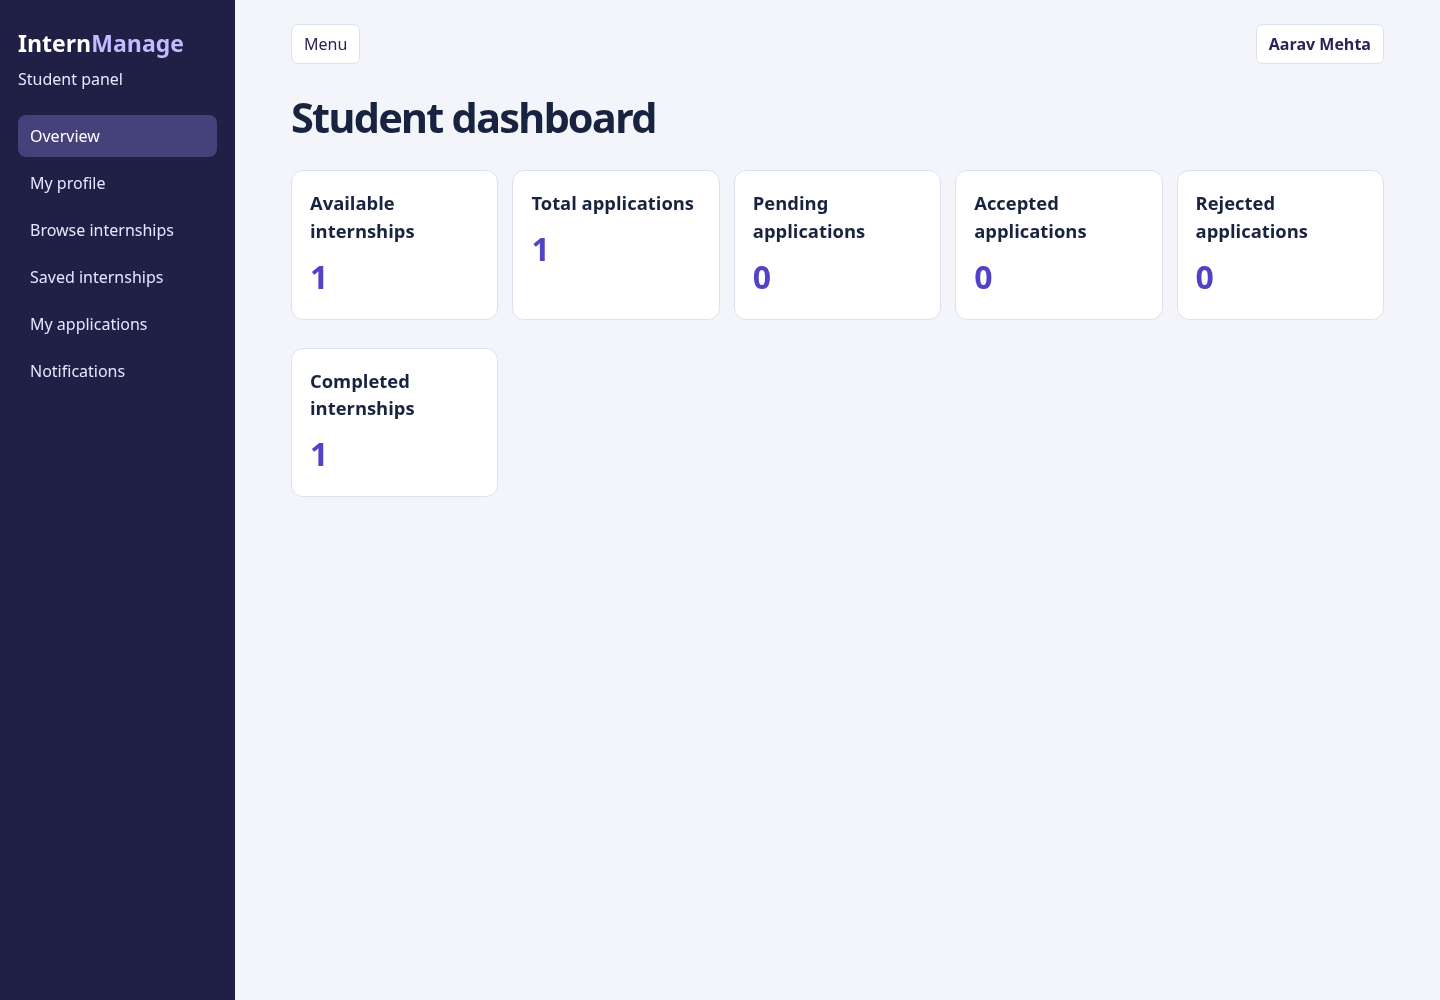 InternManage
Student panel
Overview
My profile
Browse internships
Saved internships
My applications
Notifications
Menu
Aarav Mehta
Student dashboard
Available
internships
1
Total applications
1
Pending
applications
0
Accepted
applications
0
Rejected
applications
0
Completed
internships
1